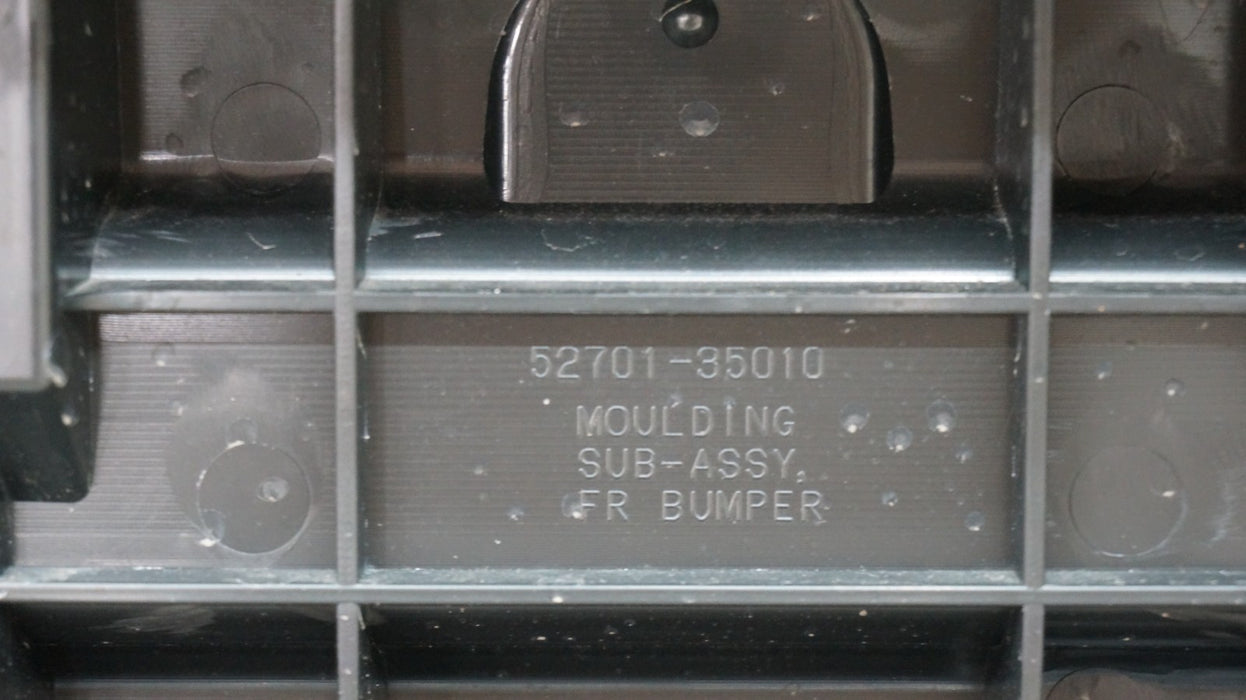 52701-35010
MOULDING
SUB-ASSY,
FR BUMPER